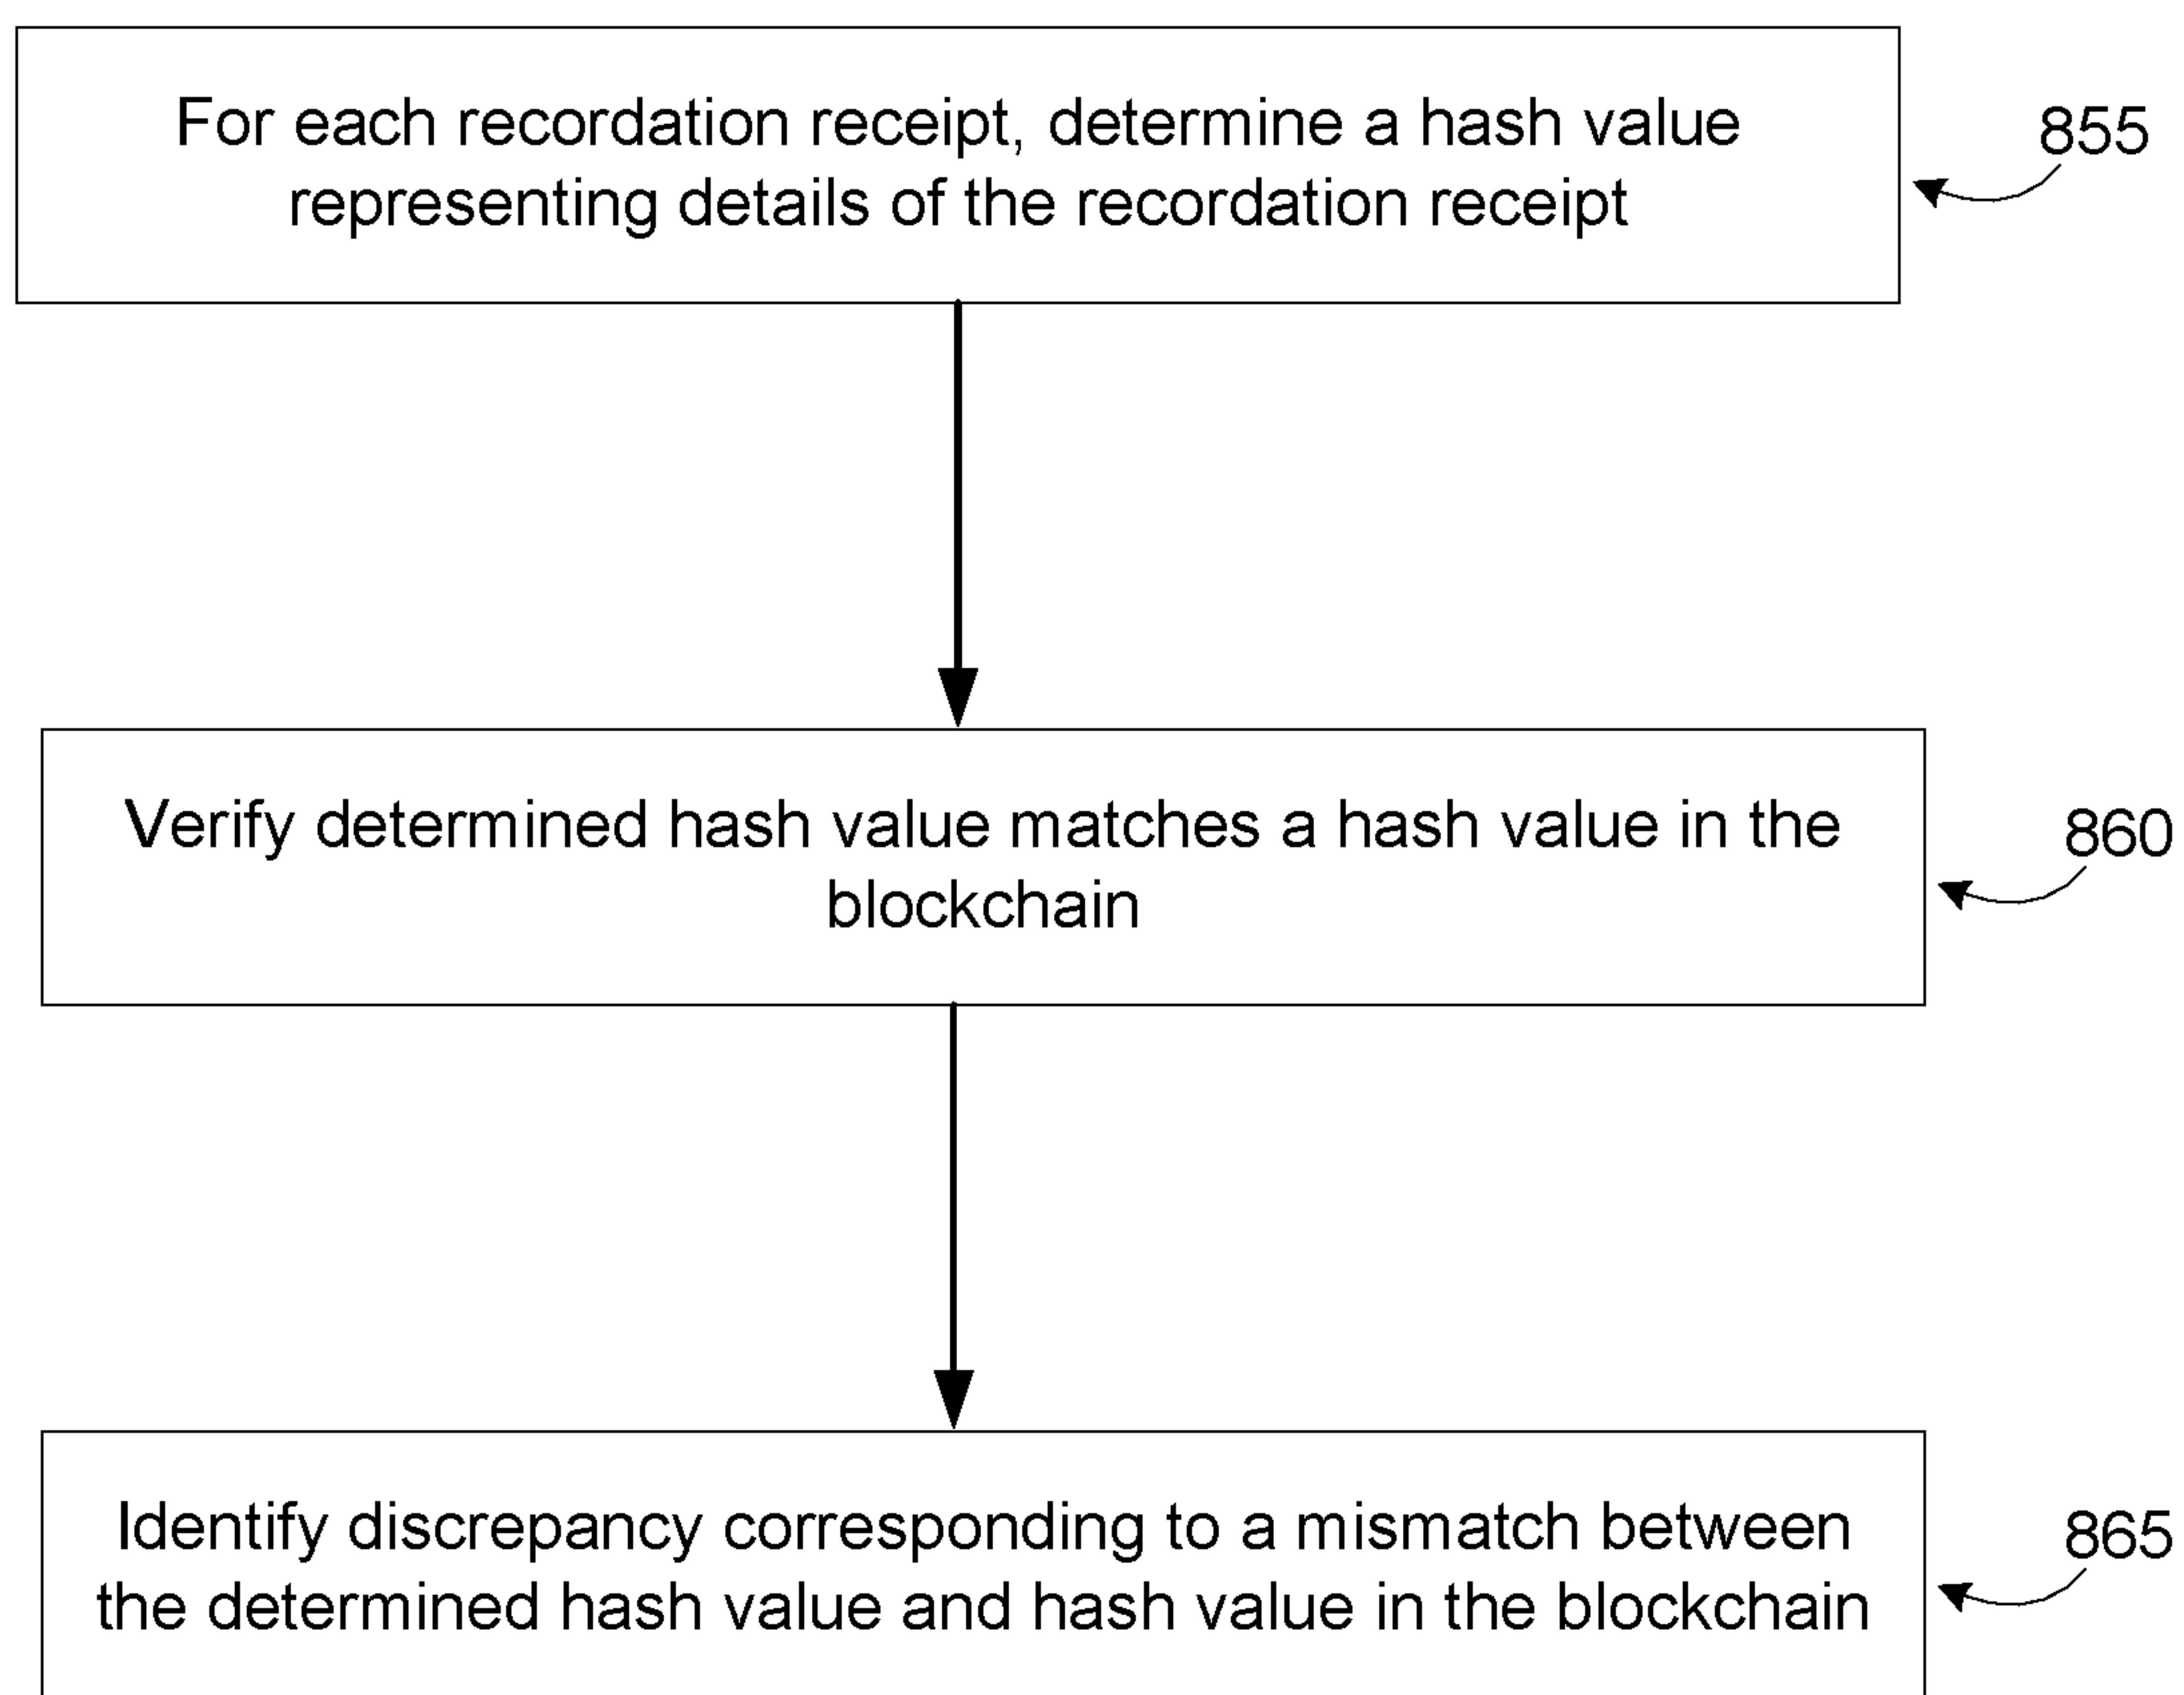 For each recordation receipt, determine a hash value
representing details of the recordation receipt
855
Verify determined hash value matches a hash value in the
blockchain
860
Identify discrepancy corresponding to a mismatch between
the determined hash value and hash value in the blockchain
865